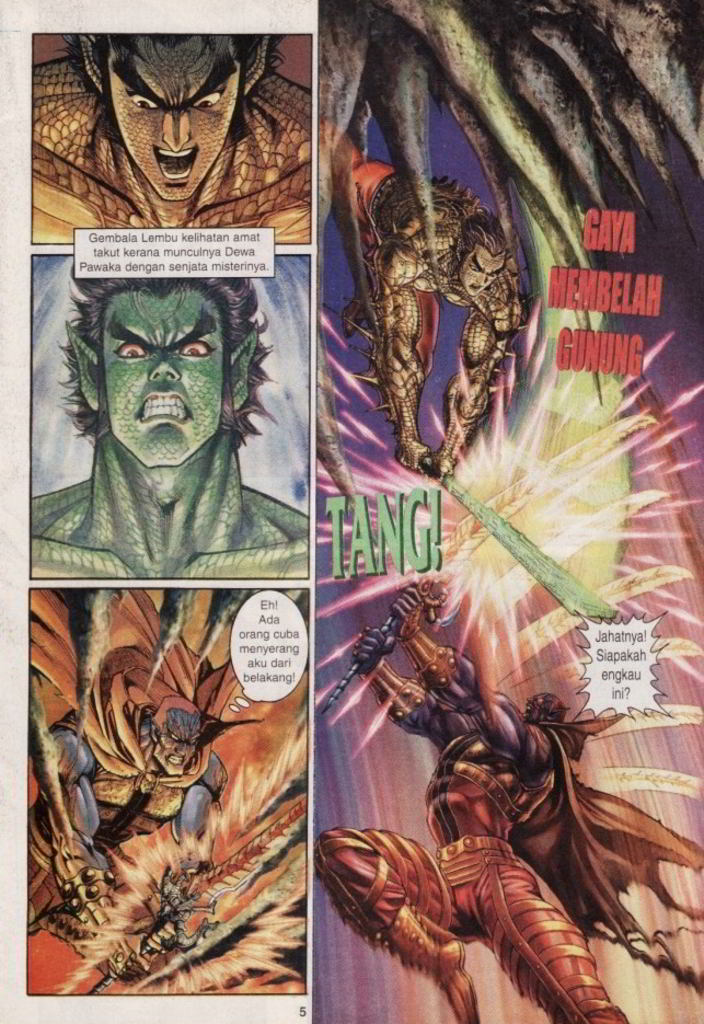 Gembala Lembu kelihatan amat
takut kerana munculnya Dewa
Pawaka dengan senjata misterinya.
Eh!
Ada
orang cuba
menyerang
aku dari
belakang!
5
GAYA
MEMBELAH
GUNUNG
TANG!
Jahatnya!
Siapakah
engkau
ini?